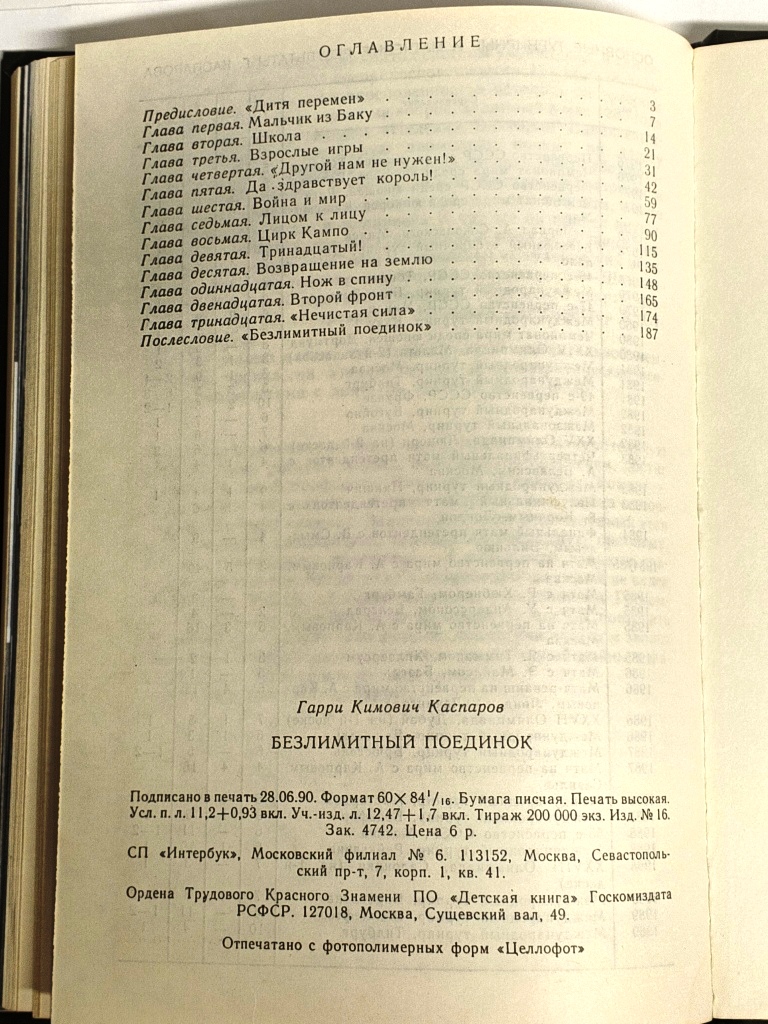 ОГЛАВЛЕНИЕ
Предисловие. «Дитя перемен» . . . . . . . . . . . . . 3
Глава первая. Мальчик из Баку . . . . . . . . . . . . 7
Глава вторая. Школа . . . . . . . . . . . . . . . 14
Глава третья. Взрослые игры . . . . . . . . . . . . . 21
Глава четвертая. «Другой нам не нужен!» . . . . . . . . . 31
Глава пятая. Да здравствует король! . . . . . . . . . . 42
Глава шестая. Война и мир . . . . . . . . . . . . . 59
Глава седьмая. Лицом к лицу . . . . . . . . . . . . . 77
Глава восьмая. Цирк Кампо . . . . . . . . . . . . . 90
Глава девятая. Тринадцатый! . . . . . . . . . . . . . 115
Глава десятая. Возвращение на землю . . . . . . . . . . 135
Глава одиннадцатая. Нож в спину . . . . . . . . . . . 148
Глава двенадцатая. Второй фронт . . . . . . . . . . . 165
Глава тринадцатая. «Нечистая сила» . . . . . . . . . . 174
Послесловие. «Безлимитный поединок» . . . . . . . . . . 187
Гарри Кимович Каспаров
БЕЗЛИМИТНЫЙ ПОЕДИНОК
Подписано в печать 28.06.90. Формат 60×84 1/16. Бумага писчая. Печать высокая.
Усл. п. л. 11,2+0,93 вкл. Уч.-изд. л. 12,47+1,7 вкл. Тираж 200 000 экз. Изд. № 16.
Зак. 4742. Цена 6 р.
СП «Интербук», Московский филиал № 6. 113152, Москва, Севастополь-
ский пр-т, 7, корп. 1, кв. 41.
Ордена Трудового Красного Знамени ПО «Детская книга» Госкомиздата
РСФСР. 127018, Москва, Сущевский вал, 49.
Отпечатано с фотополимерных форм «Целлофот»